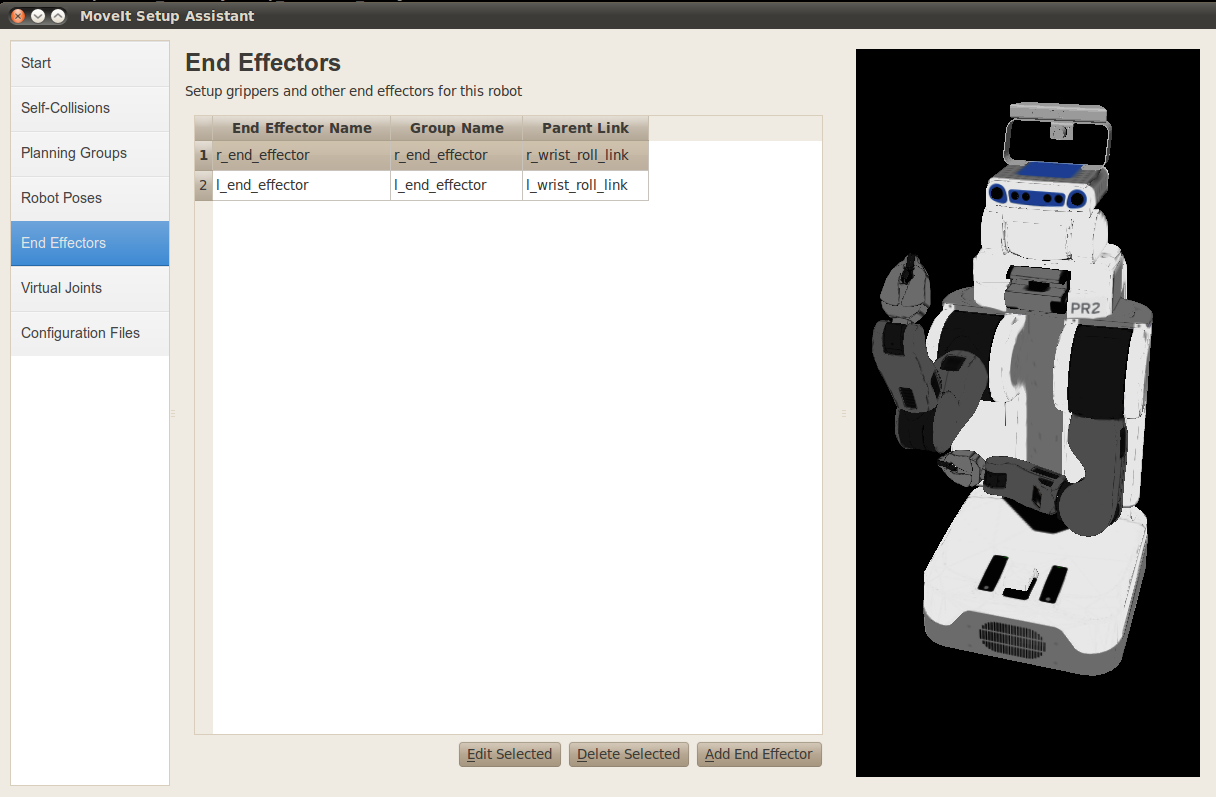 MoveIt Setup Assistant
Start
Self-Collisions
Planning Groups
Robot Poses
End Effectors
Virtual Joints
Configuration Files
End Effectors
Setup grippers and other end effectors for this robot
End Effector Name Group Name Parent Link
1 r_end_effector r_end_effector r_wrist_roll_link
2 l_end_effector l_end_effector l_wrist_roll_link
Edit Selected Delete Selected Add End Effector
PR2